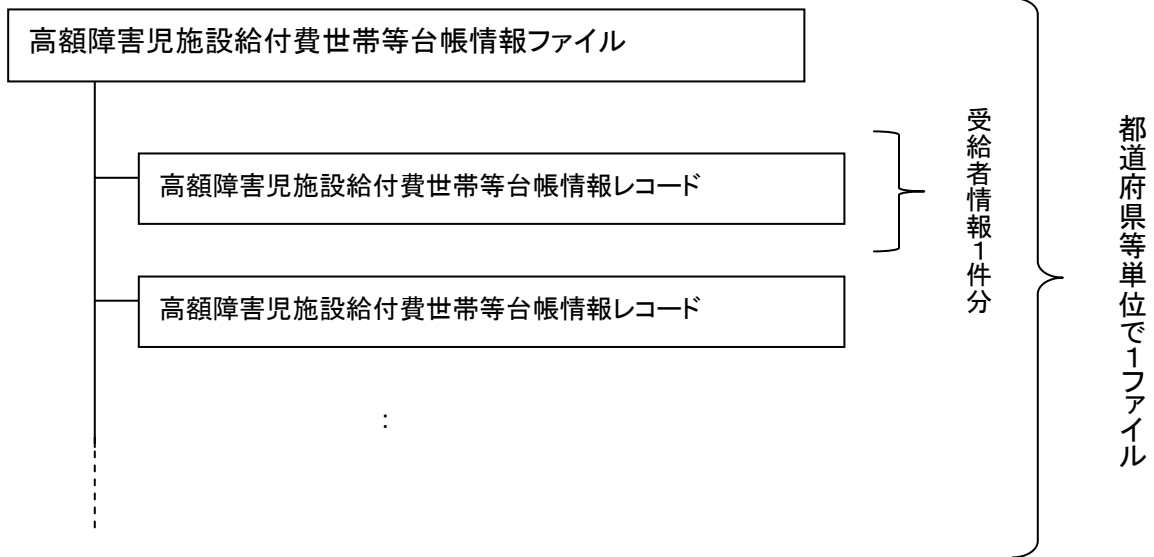 高額障害児施設給付費世帯等台帳情報ファイル
高額障害児施設給付費世帯等台帳情報レコード
高額障害児施設給付費世帯等台帳情報レコード
:
受給者情報1件分
都道府県等単位で1ファイル